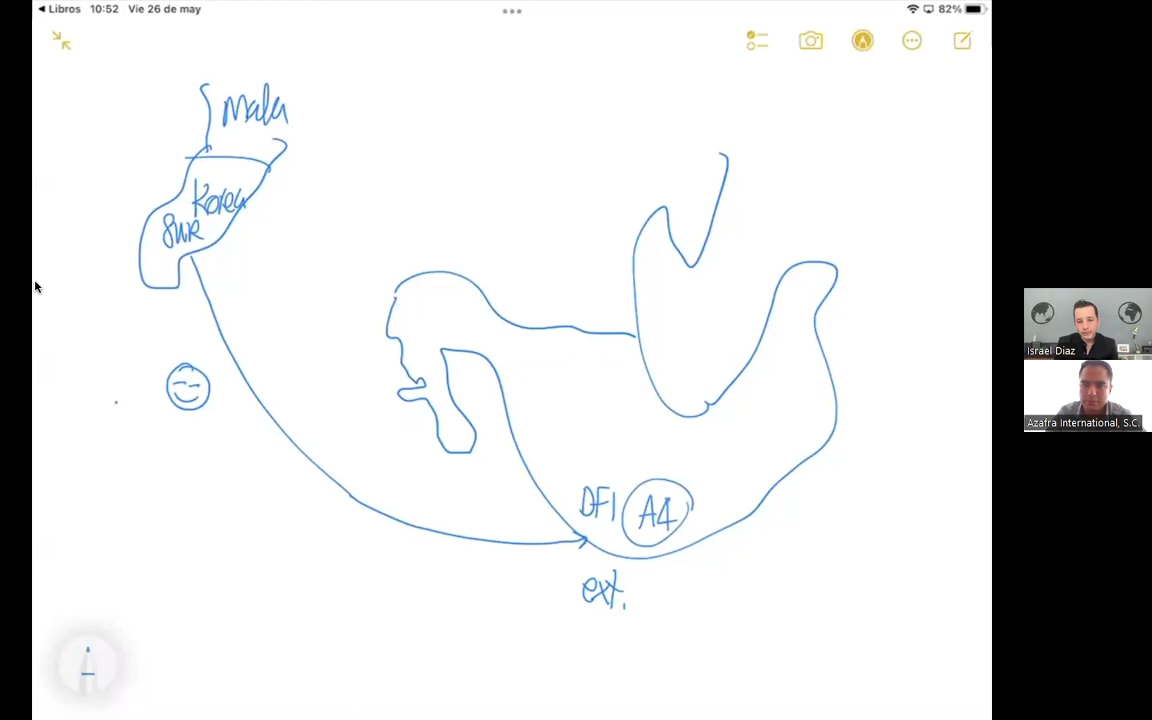 ◀ Libros 10:52 Vie 26 de may
82%
Mala
Korea
Sur
DF1 A4
ext.
Israel Diaz
Azafra International, S.C.